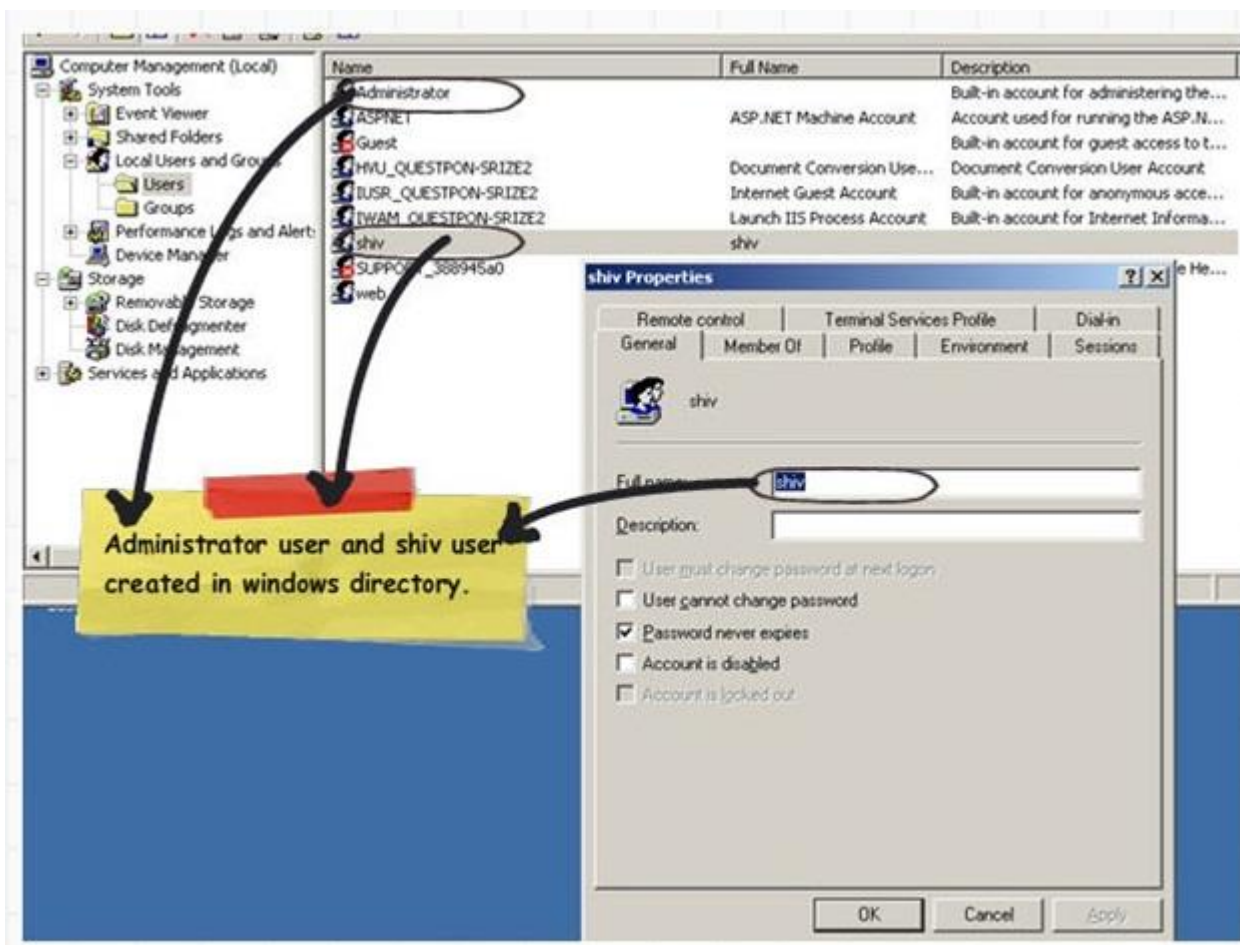 Computer Management (Local)
System Tools
Event Viewer
Shared Folders
Local Users and Groups
Users
Groups
Performance Logs and Alert:
Device Manager
Storage
Removable Storage
Disk Defragmenter
Disk Management
Services and Applications
Name Full Name Description
Administrator Built-in account for administering the...
ASPNET ASP.NET Machine Account Account used for running the ASP.N...
Guest Built-in account for guest access to t...
HVU_QUESTPON-SRIZE2 Document Conversion Use... Document Conversion User Account
IUSR_QUESTPON-SRIZE2 Internet Guest Account Built-in account for anonymous acce...
IWAM_QUESTPON-SRIZE2 Launch IIS Process Account Built-in account for Internet Informa...
shiv shiv
SUPPORT_388945a0 e He...
web
shiv Properties
Remote control Terminal Services Profile Dial-in
General Member Of Profile Environment Sessions
shiv
Full name: shiv
Description:
User must change password at next logon
User cannot change password
Password never expires
Account is disabled
Account is locked out
OK Cancel Apply
Administrator user and shiv user
created in windows directory.